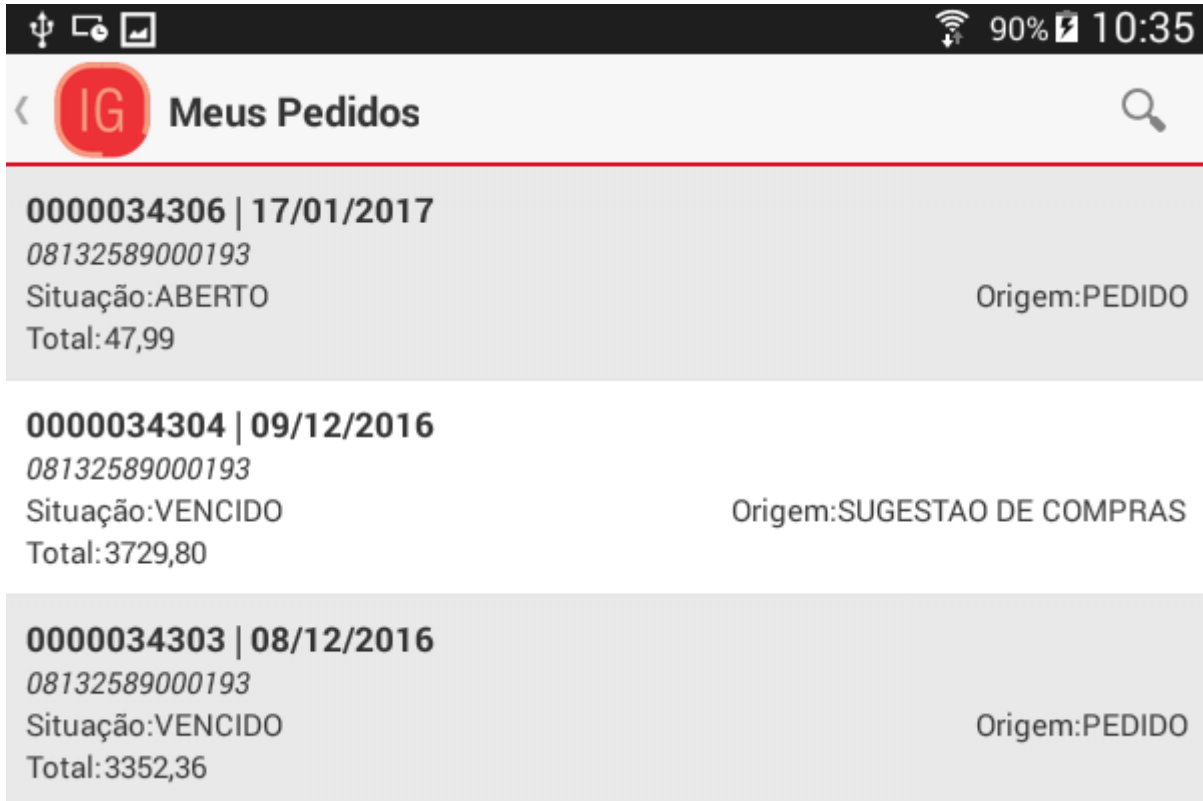 90% 10:35
IG Meus Pedidos
0000034306 | 17/01/2017
08132589000193
Situação:ABERTO Origem:PEDIDO
Total:47,99
0000034304 | 09/12/2016
08132589000193
Situação:VENCIDO Origem:SUGESTAO DE COMPRAS
Total:3729,80
0000034303 | 08/12/2016
08132589000193
Situação:VENCIDO Origem:PEDIDO
Total:3352,36